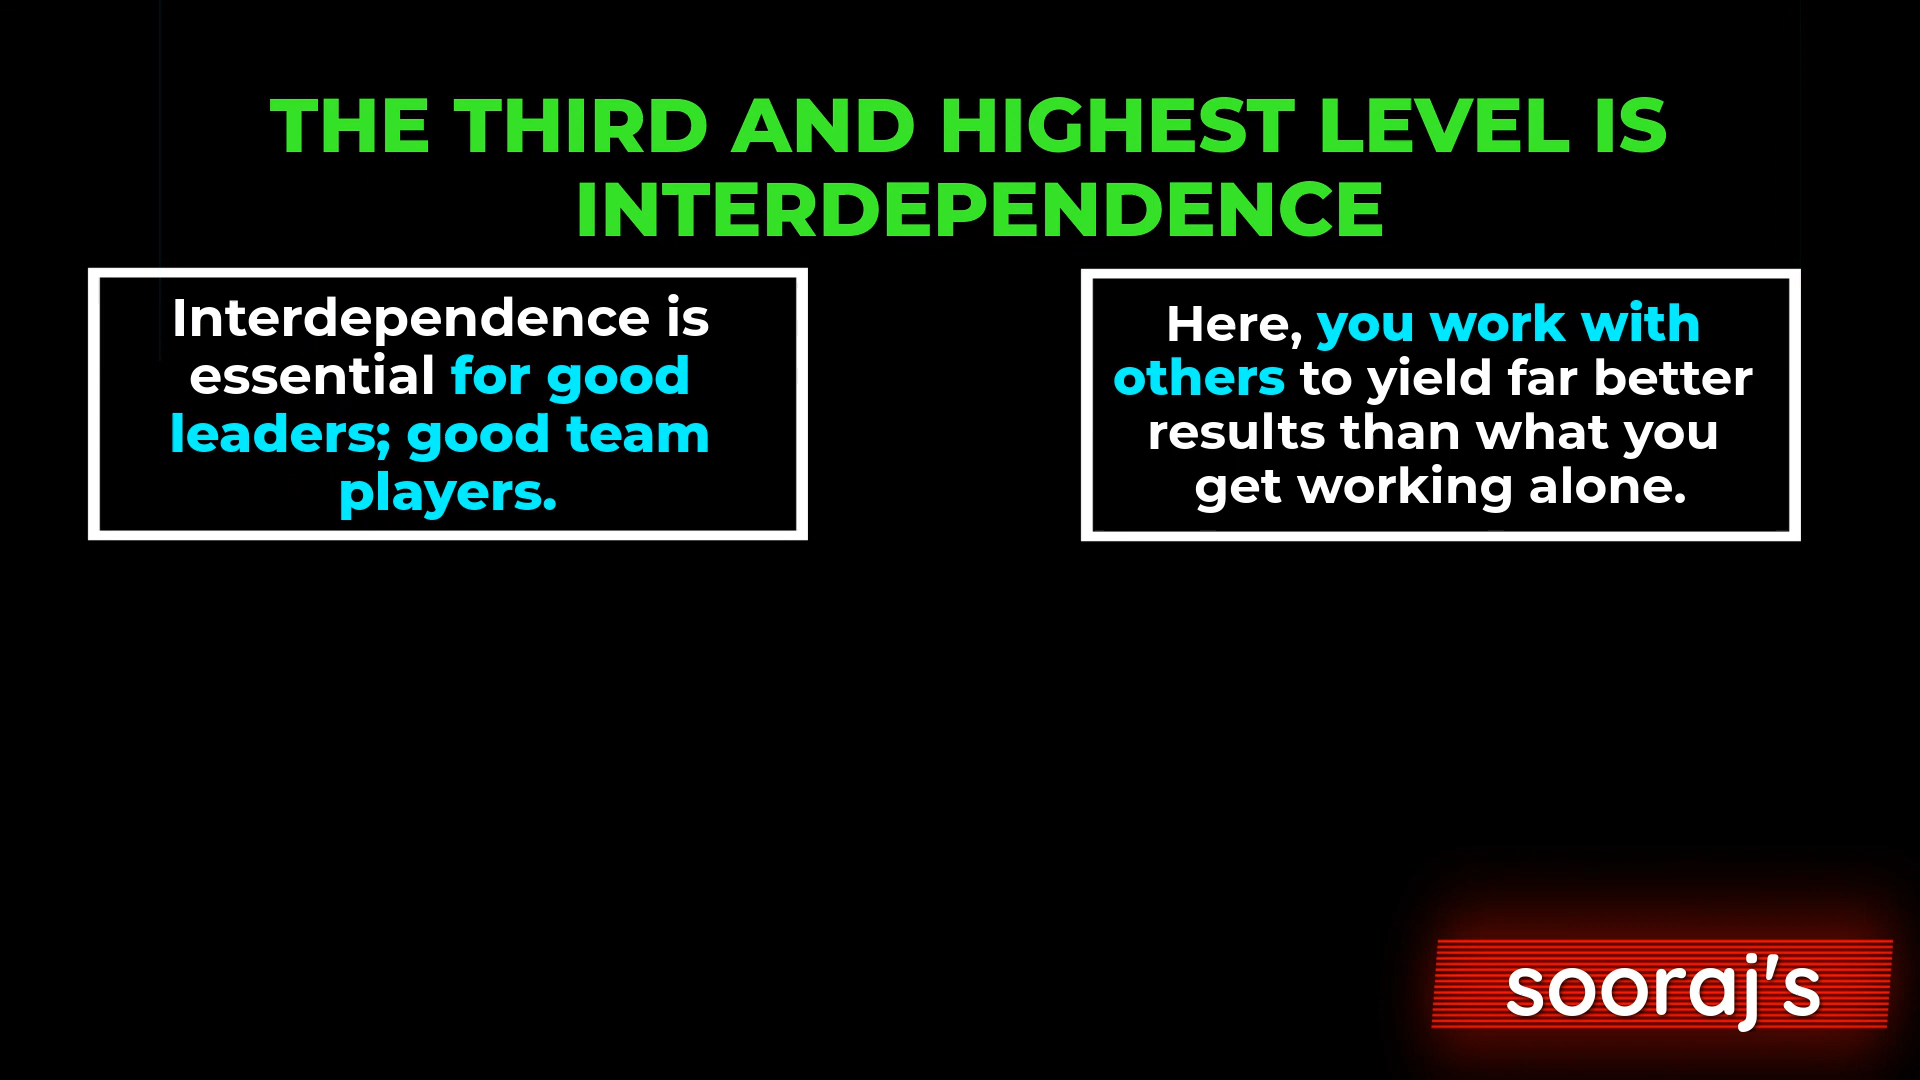 THE THIRD AND HIGHEST LEVEL IS
INTERDEPENDENCE
Interdependence is
essential for good
leaders; good team
players.
Here, you work with
others to yield far better
results than what you
get working alone.
sooraj's